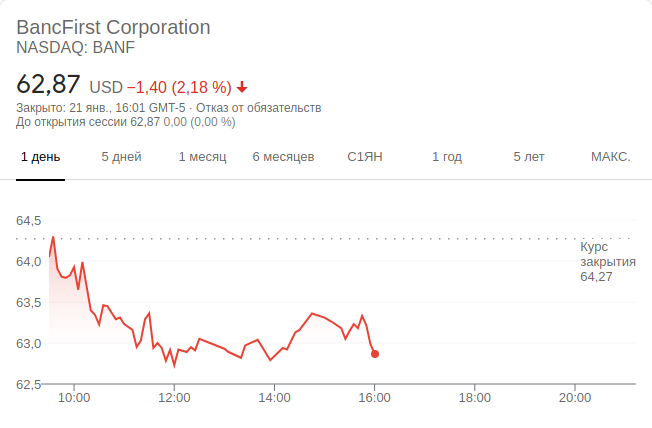 BancFirst Corporation
NASDAQ: BANF
62,87 USD −1,40 (2,18 %)
Закрыто: 21 янв., 16:01 GMT-5 · Отказ от обязательств
До открытия сессии 62,87 0,00 (0,00 %)
1 день 5 дней 1 месяц 6 месяцев С1ЯН 1 год 5 лет МАКС.
64,5
Курс
закрытия
64,27
64,0
63,5
63,0
62,5
10:00 12:00 14:00 16:00 18:00 20:00